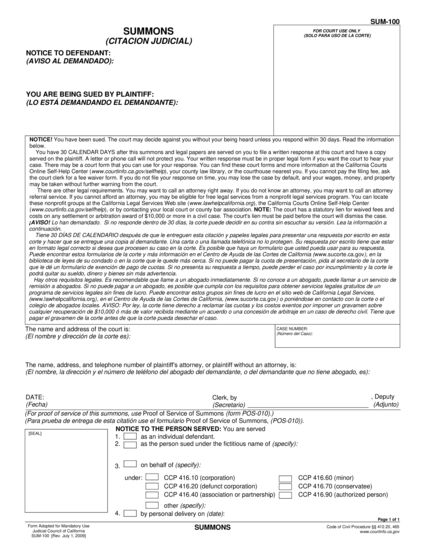 SUM-100
SUMMONS
(CITACION JUDICIAL)
FOR COURT USE ONLY
(SOLO PARA USO DE LA CORTE)
NOTICE TO DEFENDANT:
(AVISO AL DEMANDADO):
YOU ARE BEING SUED BY PLAINTIFF:
(LO ESTÁ DEMANDANDO EL DEMANDANTE):
NOTICE! You have been sued. The court may decide against you without your being heard unless you respond within 30 days. Read the information
below.
You have 30 CALENDAR DAYS after this summons and legal papers are served on you to file a written response at this court and have a copy
served on the plaintiff. A letter or phone call will not protect you. Your written response must be in proper legal form if you want the court to hear your
case. There may be a court form that you can use for your response. You can find these court forms and more information at the California Courts
Online Self-Help Center (www.courtinfo.ca.gov/selfhelp), your county law library, or the courthouse nearest you. If you cannot pay the filing fee, ask
the court clerk for a fee waiver form. If you do not file your response on time, you may lose the case by default, and your wages, money, and property
may be taken without further warning from the court.
There are other legal requirements. You may want to call an attorney right away. If you do not know an attorney, you may want to call an attorney
referral service. If you cannot afford an attorney, you may be eligible for free legal services from a nonprofit legal services program. You can locate
these nonprofit groups at the California Legal Services Web site (www.lawhelpcalifornia.org), the California Courts Online Self-Help Center
(www.courtinfo.ca.gov/selfhelp), or by contacting your local court or county bar association. NOTE: The court has a statutory lien for waived fees and
costs on any settlement or arbitration award of $10,000 or more in a civil case. The court's lien must be paid before the court will dismiss the case.
¡AVISO! Lo han demandado. Si no responde dentro de 30 días, la corte puede decidir en su contra sin escuchar su versión. Lea la información a
continuación.
Tiene 30 DÍAS DE CALENDARIO después de que le entreguen esta citación y papeles legales para presentar una respuesta por escrito en esta
corte y hacer que se entregue una copia al demandante. Una carta o una llamada telefónica no lo protegen. Su respuesta por escrito tiene que estar
en formato legal correcto si desea que procesen su caso en la corte. Es posible que haya un formulario que usted pueda usar para su respuesta.
Puede encontrar estos formularios de la corte y más información en el Centro de Ayuda de las Cortes de California (www.sucorte.ca.gov), en la
biblioteca de leyes de su condado o en la corte que le quede más cerca. Si no puede pagar la cuota de presentación, pida al secretario de la corte
que le dé un formulario de exención de pago de cuotas. Si no presenta su respuesta a tiempo, puede perder el caso por incumplimiento y la corte le
podrá quitar su sueldo, dinero y bienes sin más advertencia.
Hay otros requisitos legales. Es recomendable que llame a un abogado inmediatamente. Si no conoce a un abogado, puede llamar a un servicio de
remisión a abogados. Si no puede pagar a un abogado, es posible que cumpla con los requisitos para obtener servicios legales gratuitos de un
programa de servicios legales sin fines de lucro. Puede encontrar estos grupos sin fines de lucro en el sitio web de California Legal Services,
(www.lawhelpcalifornia.org), en el Centro de Ayuda de las Cortes de California, (www.sucorte.ca.gov) o poniéndose en contacto con la corte o el
colegio de abogados locales. AVISO: Por ley, la corte tiene derecho a reclamar las cuotas y los costos exentos por imponer un gravamen sobre
cualquier recuperación de $10,000 ó más de valor recibida mediante un acuerdo o una concesión de arbitraje en un caso de derecho civil. Tiene que
pagar el gravamen de la corte antes de que la corte pueda desechar el caso.
The name and address of the court is:
(El nombre y dirección de la corte es):
CASE NUMBER:
(Número del Caso):
The name, address, and telephone number of plaintiff's attorney, or plaintiff without an attorney, is:
(El nombre, la dirección y el número de teléfono del abogado del demandante, o del demandante que no tiene abogado, es):
DATE:
(Fecha)
Clerk, by
(Secretario)
, Deputy
(Adjunto)
(For proof of service of this summons, use Proof of Service of Summons (form POS-010).)
(Para prueba de entrega de esta citatión use el formulario Proof of Service of Summons, (POS-010)).
[SEAL]
NOTICE TO THE PERSON SERVED: You are served
1. as an individual defendant.
2. as the person sued under the fictitious name of (specify):
3. on behalf of (specify):
under: CCP 416.10 (corporation) CCP 416.60 (minor)
CCP 416.20 (defunct corporation) CCP 416.70 (conservatee)
CCP 416.40 (association or partnership) CCP 416.90 (authorized person)
other (specify):
4. by personal delivery on (date):
Page 1 of 1
Form Adopted for Mandatory Use
Judicial Council of California
SUM-100 [Rev. July 1, 2009]
SUMMONS
Code of Civil Procedure §§ 412.20, 465
www.courtinfo.ca.gov